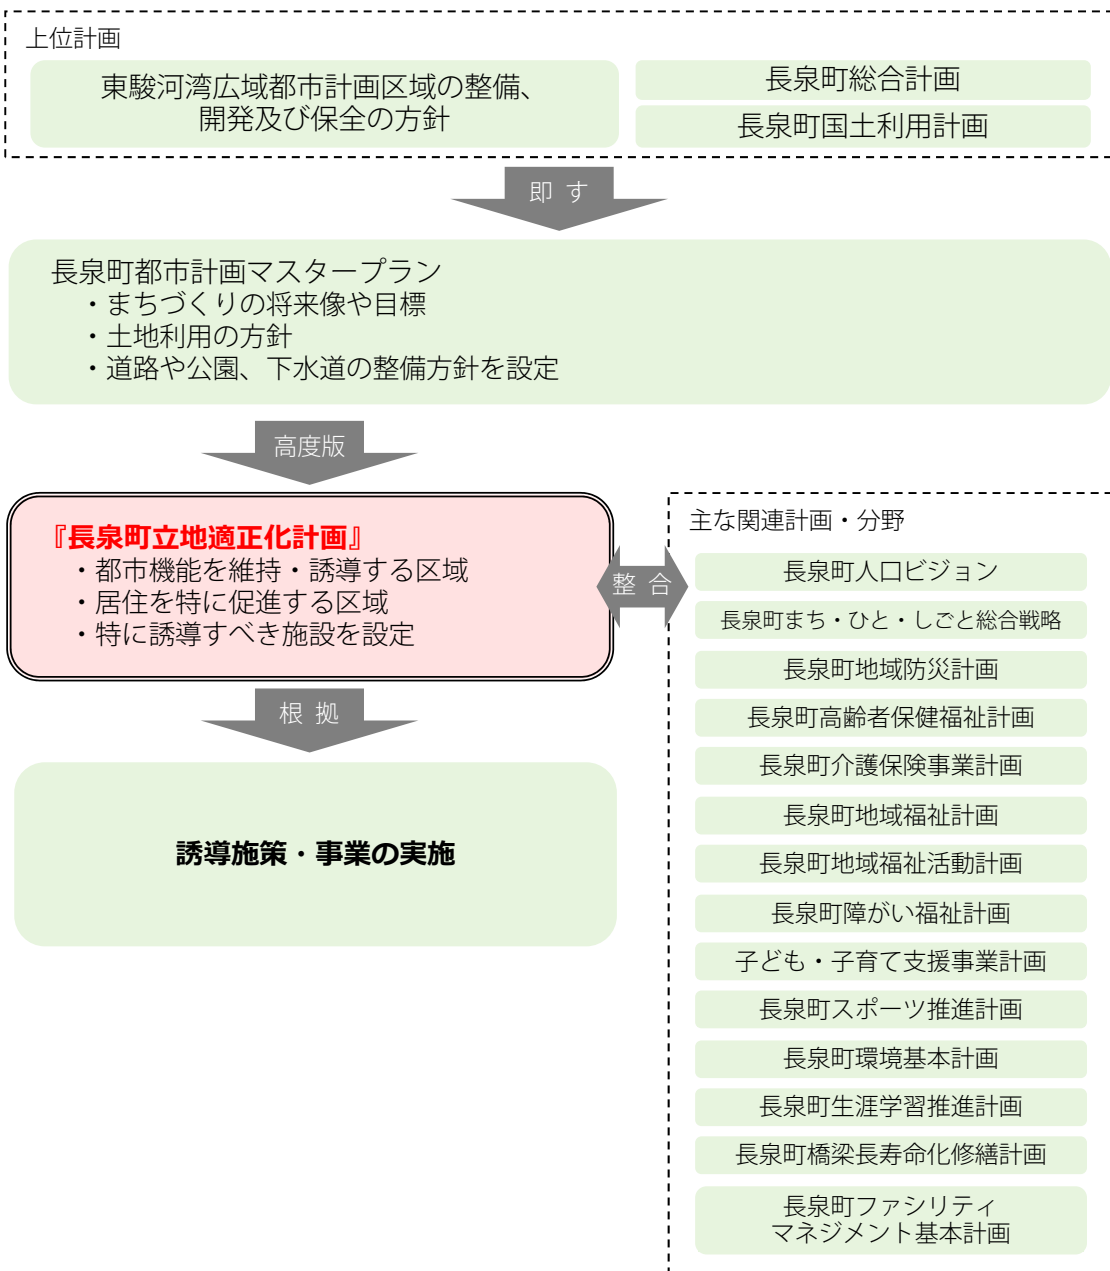 上位計画
東駿河湾広域都市計画区域の整備、
開発及び保全の方針
長泉町総合計画
長泉町国土利用計画
即 す
長泉町都市計画マスタープラン
・まちづくりの将来像や目標
・土地利用の方針
・道路や公園、下水道の整備方針を設定
高度版
『長泉町立地適正化計画』
・都市機能を維持・誘導する区域
・居住を特に促進する区域
・特に誘導すべき施設を設定
整 合
根 拠
誘導施策・事業の実施
主な関連計画・分野
長泉町人口ビジョン
長泉町まち・ひと・しごと総合戦略
長泉町地域防災計画
長泉町高齢者保健福祉計画
長泉町介護保険事業計画
長泉町地域福祉計画
長泉町地域福祉活動計画
長泉町障がい福祉計画
子ども・子育て支援事業計画
長泉町スポーツ推進計画
長泉町環境基本計画
長泉町生涯学習推進計画
長泉町橋梁長寿命化修繕計画
長泉町ファシリティ
マネジメント基本計画